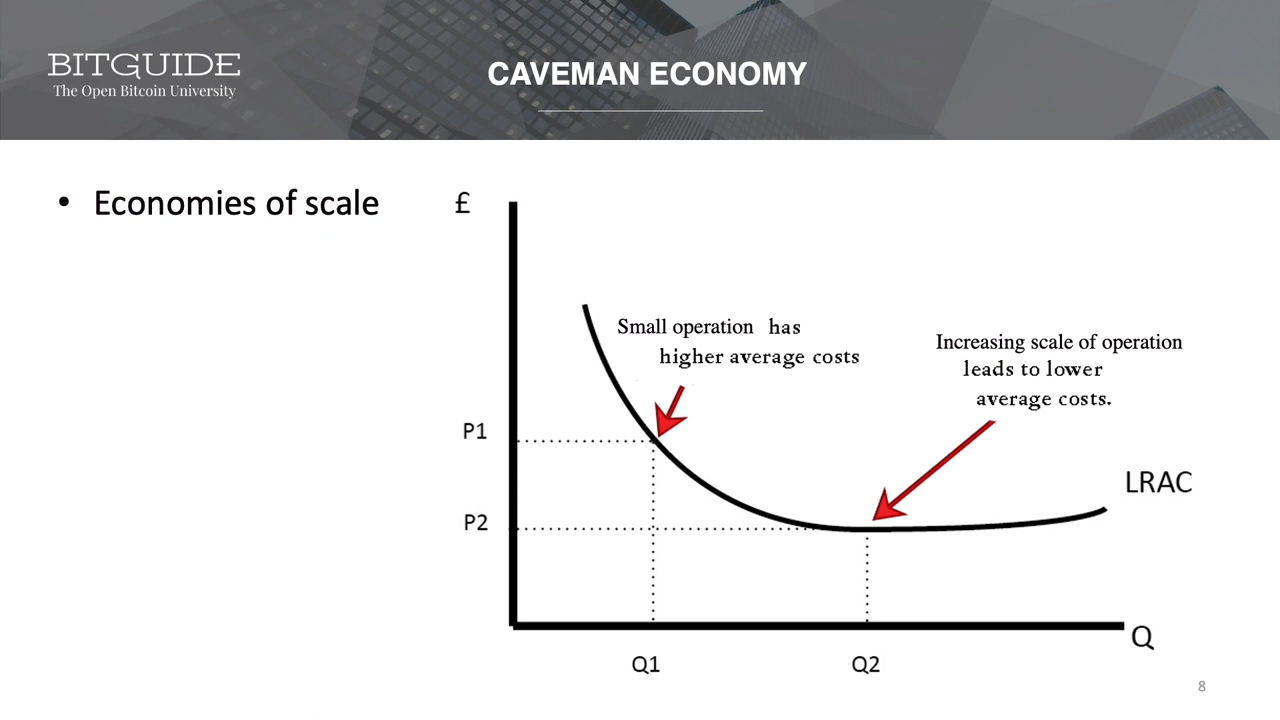 BITGUIDE
The Open Bitcoin University
CAVEMAN ECONOMY
• Economies of scale
£
Small operation has
higher average costs
Increasing scale of operation
leads to lower
average costs.
P1
LRAC
P2
Q
Q1
Q2
8